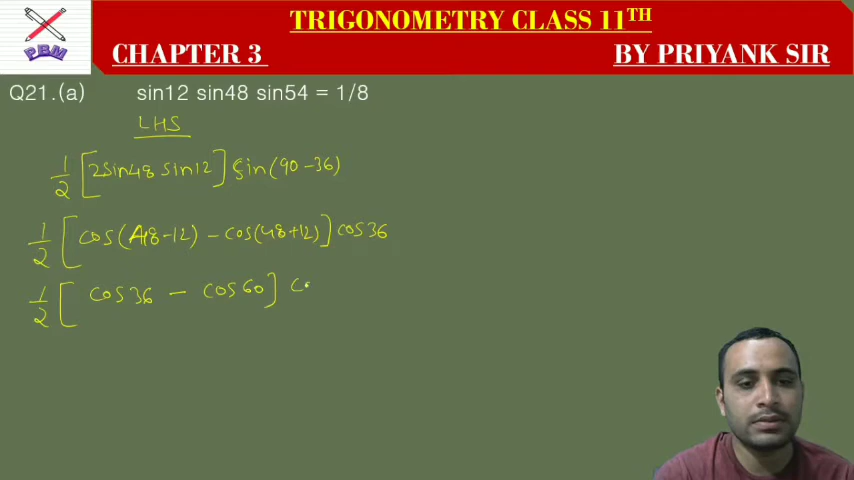 PBM
TRIGONOMETRY CLASS 11TH
CHAPTER 3
BY PRIYANK SIR
Q21.(a) sin12 sin48 sin54 = 1/8
LHS
1/2 [2sin48 sin12] sin(90-36)
1/2 [cos(48-12) - cos(48+12)] cos36
1/2 [cos36 - cos60] co